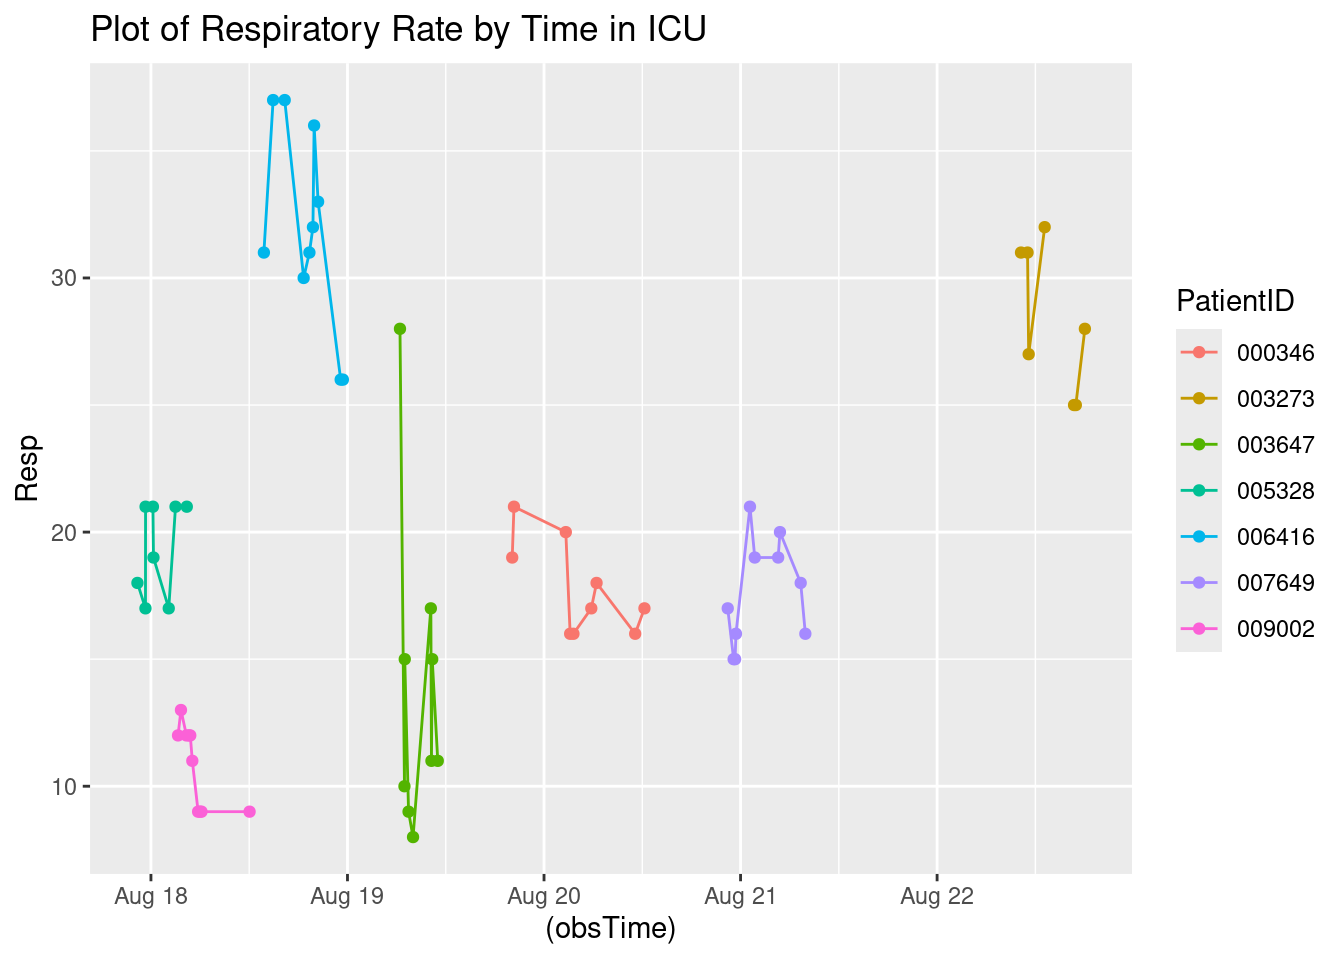 Plot of Respiratory Rate by Time in ICU
Resp
30
20
10
Aug 18
Aug 19
Aug 20
Aug 21
Aug 22
(obsTime)
PatientID
000346
003273
003647
005328
006416
007649
009002